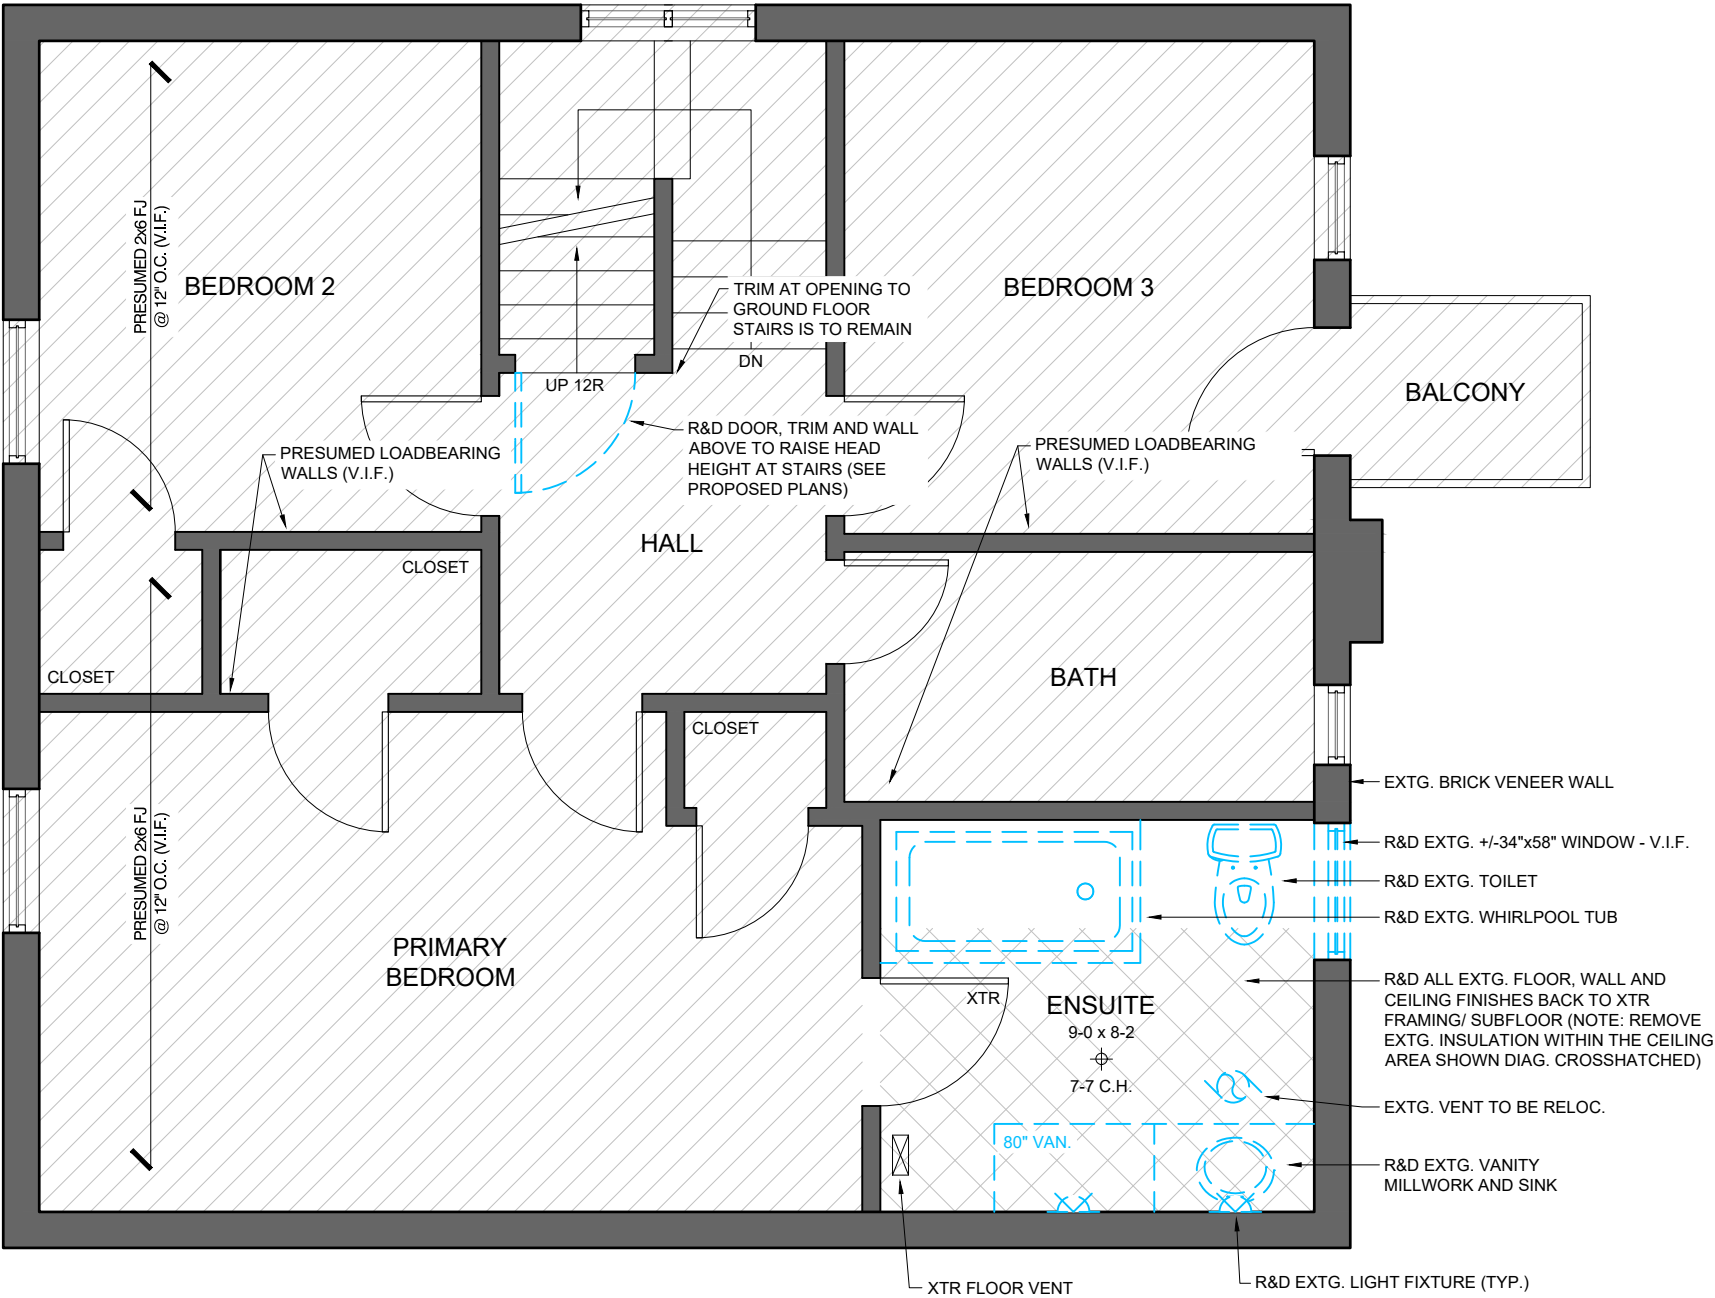 PRESUMED 2x6 FJ
@ 12" O.C. (V.I.F.)
BEDROOM 2
TRIM AT OPENING TO
GROUND FLOOR
STAIRS IS TO REMAIN
DN
UP 12R
BEDROOM 3
BALCONY
PRESUMED LOADBEARING
WALLS (V.I.F.)
R&D DOOR, TRIM AND WALL
ABOVE TO RAISE HEAD
HEIGHT AT STAIRS (SEE
PROPOSED PLANS)
PRESUMED LOADBEARING
WALLS (V.I.F.)
HALL
CLOSET
CLOSET
BATH
CLOSET
PRESUMED 2x6 FJ
@ 12" O.C. (V.I.F.)
PRIMARY
BEDROOM
XTR
ENSUITE
9-0 x 8-2
7-7 C.H.
80" VAN.
EXTG. BRICK VENEER WALL
R&D EXTG. +/-34"x58" WINDOW - V.I.F.
R&D EXTG. TOILET
R&D EXTG. WHIRLPOOL TUB
R&D ALL EXTG. FLOOR, WALL AND
CEILING FINISHES BACK TO XTR
FRAMING/ SUBFLOOR (NOTE: REMOVE
EXTG. INSULATION WITHIN THE CEILING
AREA SHOWN DIAG. CROSSHATCHED)
EXTG. VENT TO BE RELOC.
R&D EXTG. VANITY
MILLWORK AND SINK
XTR FLOOR VENT
R&D EXTG. LIGHT FIXTURE (TYP.)